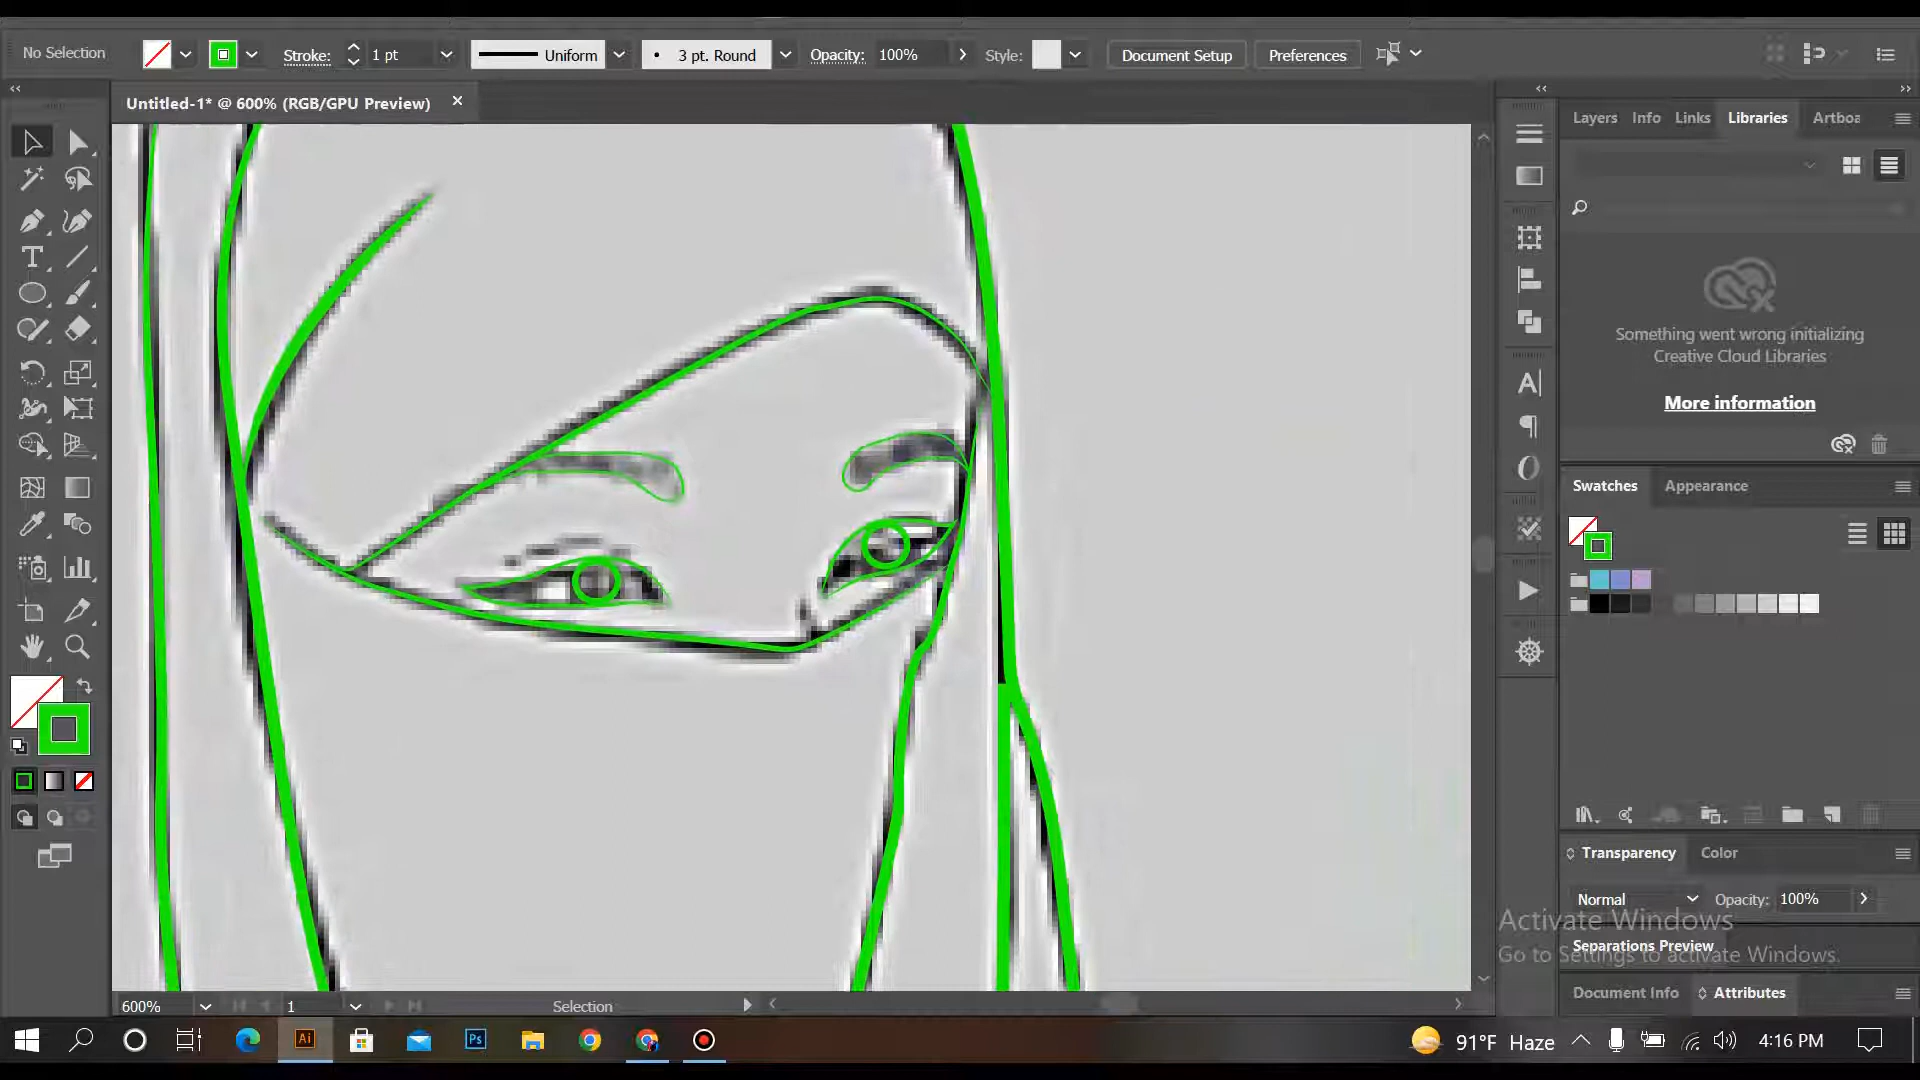 No Selection
Stroke: 1 pt
Uniform
3 pt. Round
Opacity: 100%
Style:
Document Setup
Preferences
Untitled-1* @ 600% (RGB/GPU Preview)
Layers Info Links Libraries Artboa
Something went wrong initializing
Creative Cloud Libraries
More information
Swatches Appearance
Transparency Color
Normal Opacity: 100%
Activate Windows
Separations Preview
Go to Settings to activate Windows.
Document Info Attributes
600% 1 Selection
91°F Haze 4:16 PM